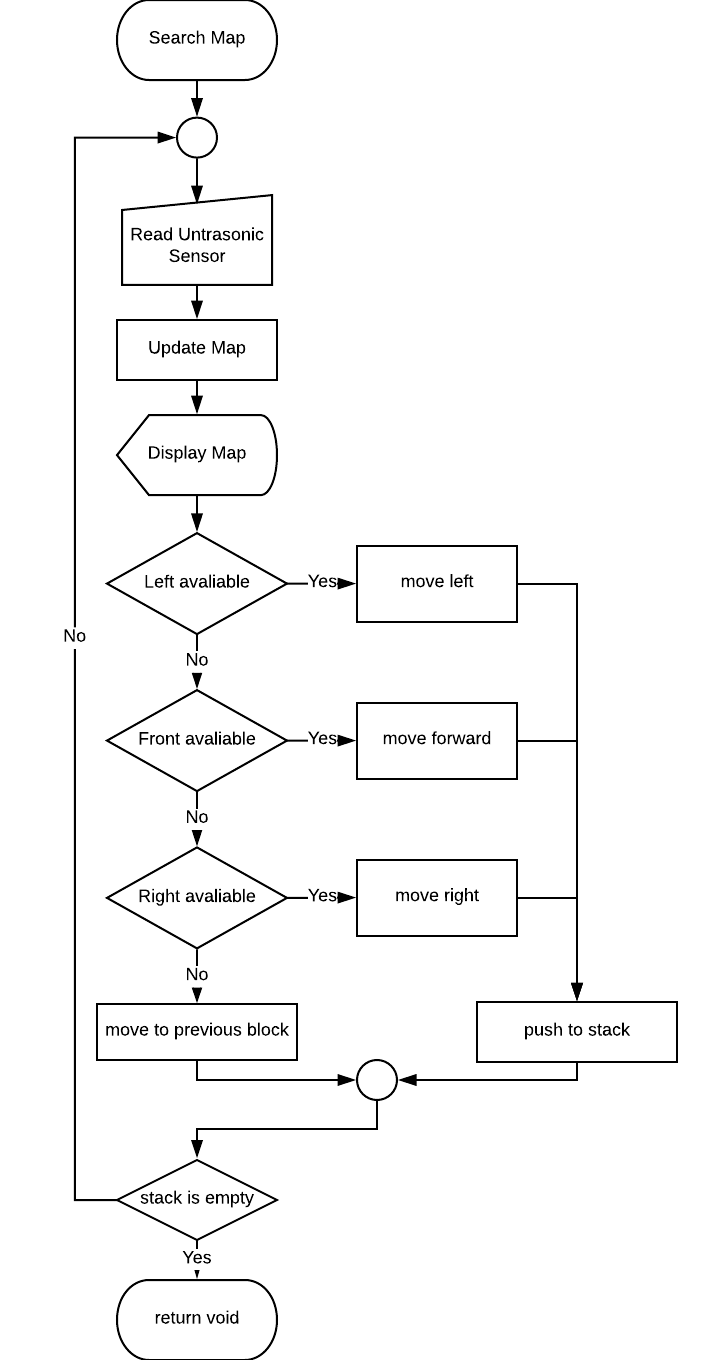 Search Map
Read Untrasonic
Sensor
Update Map
Display Map
Left avaliable
Yes
move left
No
No
Front avaliable
Yes
move forward
No
Right avaliable
Yes
move right
No
move to previous block
push to stack
stack is empty
Yes
return void